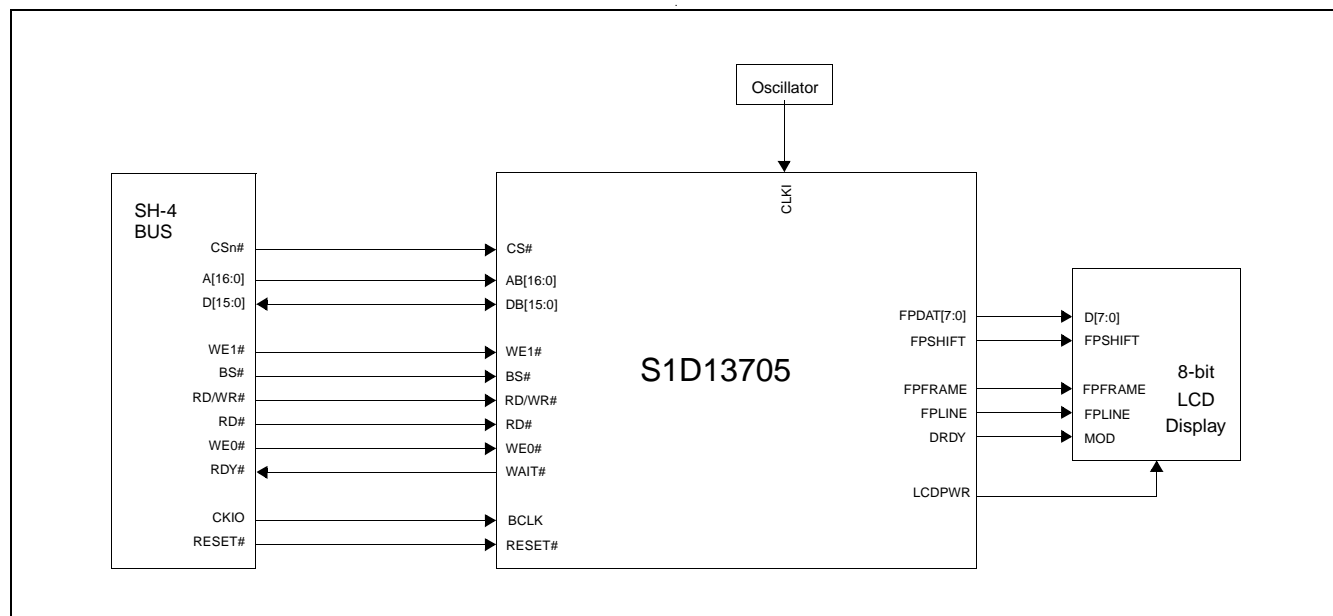 Oscillator
CLKI
SH-4
BUS
CSn#
A[16:0]
D[15:0]
WE1#
BS#
RD/WR#
RD#
WE0#
RDY#
CKIO
RESET#
CS#
AB[16:0]
DB[15:0]
WE1#
BS#
RD/WR#
RD#
WE0#
WAIT#
BCLK
RESET#
S1D13705
FPDAT[7:0]
FPSHIFT
FPFRAME
FPLINE
DRDY
LCDPWR
D[7:0]
FPSHIFT
FPFRAME
FPLINE
MOD
8-bit
LCD
Display